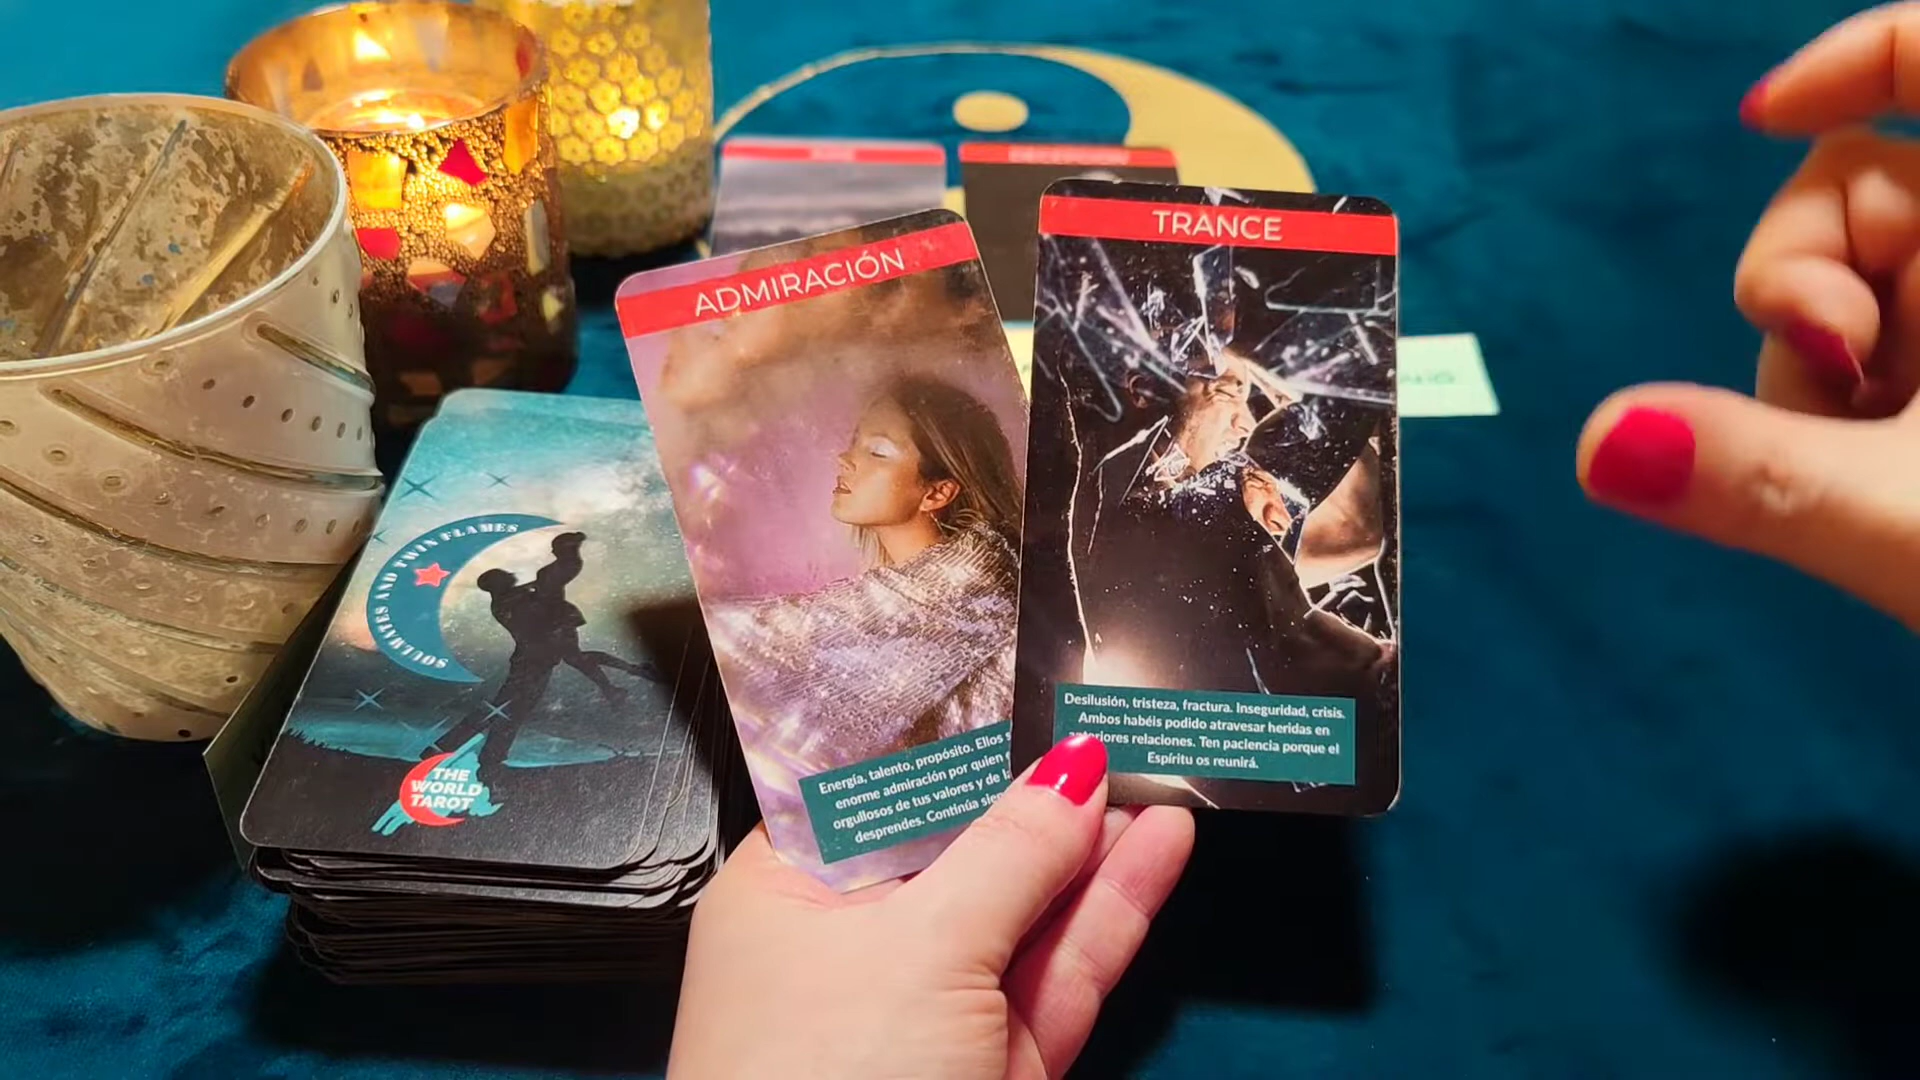 ADMIRACIÓN
Energía, talento, propósito. Ellos
enorme admiración por quien
orgullosos de tus valores y de
desprendes. Continúa
TRANCE
Desilusión, tristeza, fractura. Inseguridad, crisis.
Ambos habéis podido atravesar heridas en
anteriores relaciones. Ten paciencia porque el
Espíritu os reunirá.
SOULMATES AND TWIN FLAMES
THE
WORLD
TAROT